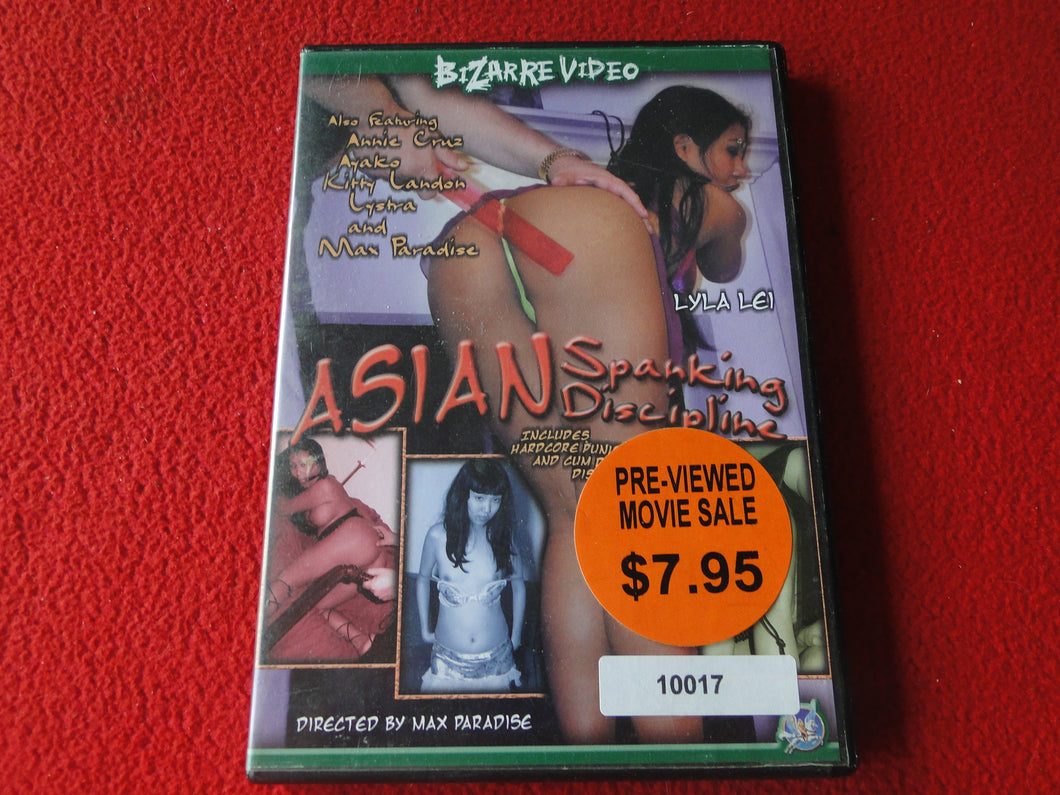 BIZARRE VIDEO
Also Featuring
Annie Cruz
Ayako
Kitty Landon
Lystra
and
Max Paradise
LYLA LEI
ASIAN Spanking
Discipline
INCLUDES
HARDCORE
AND CUM
PRE-VIEWED
MOVIE SALE
$7.95
10017
DIRECTED BY MAX PARADISE